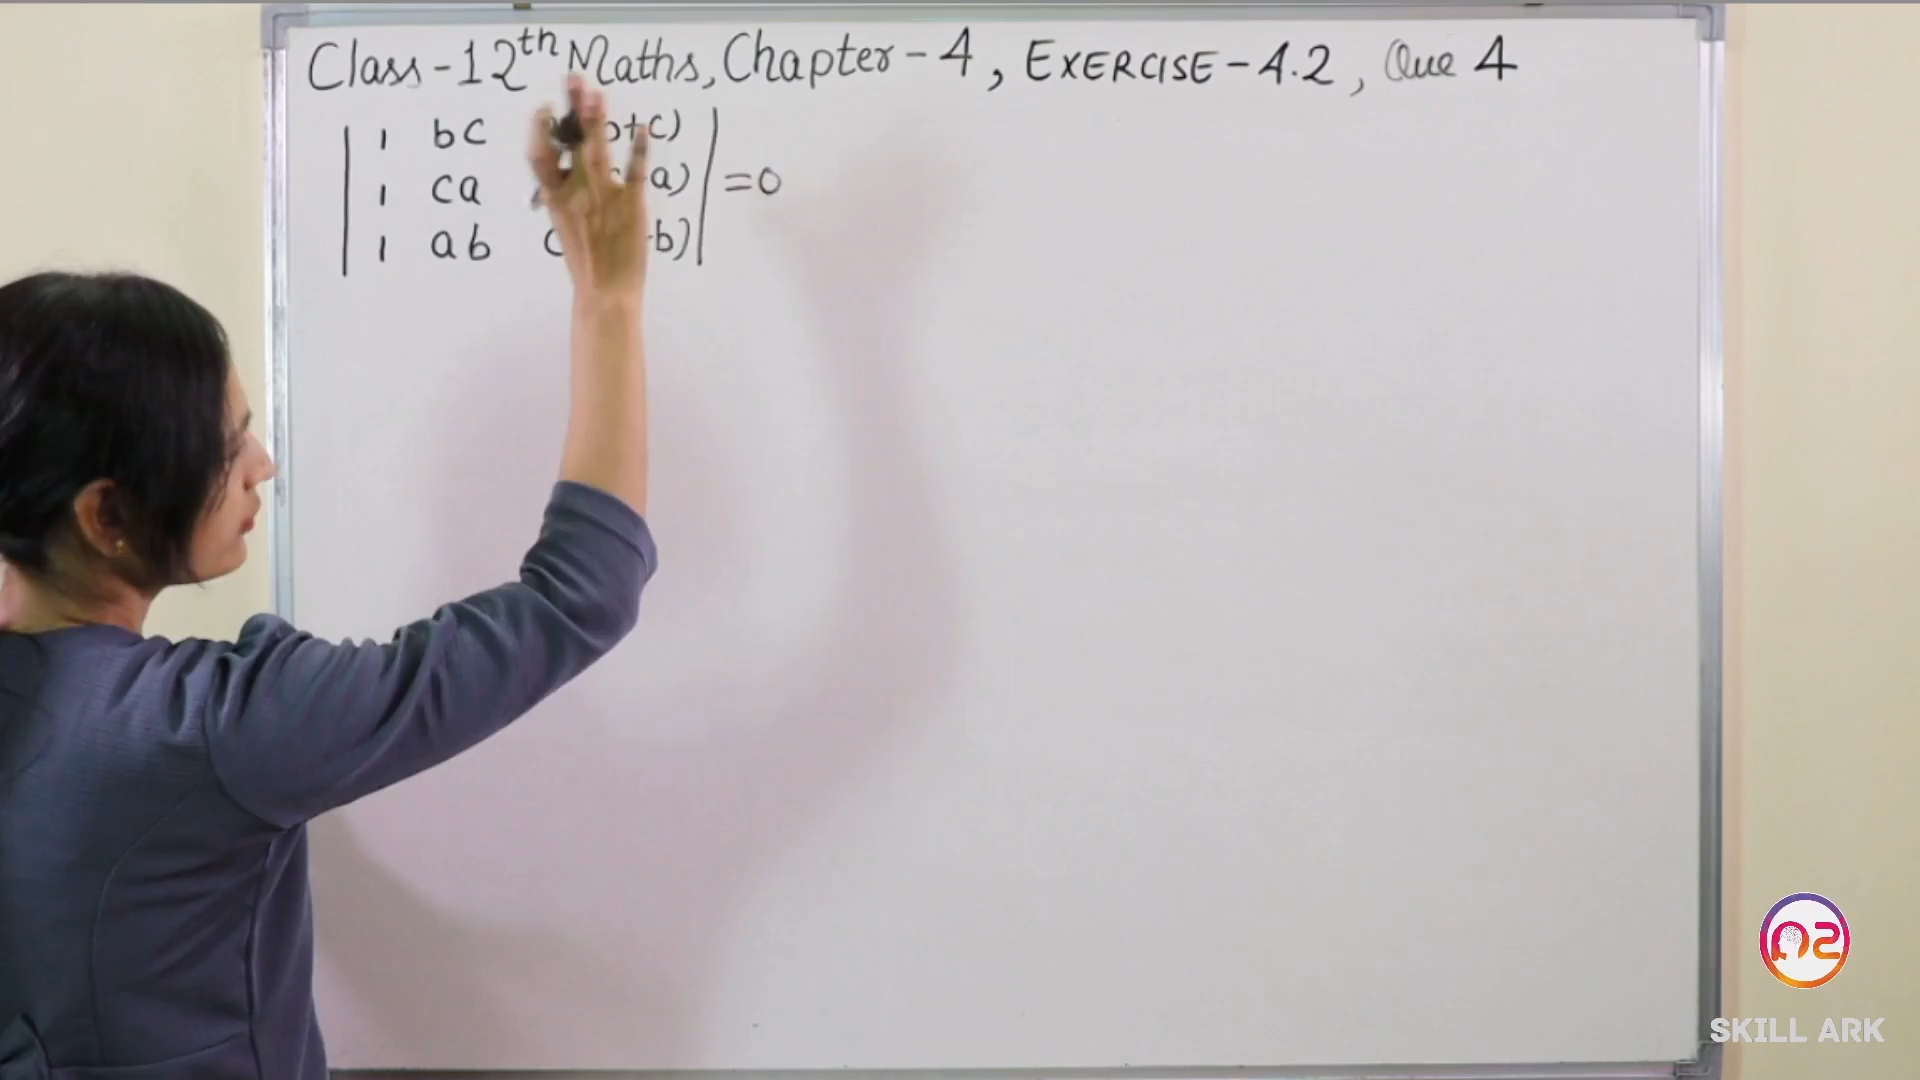 Class-12th Maths, Chapter-4, EXERCISE-4.2, Que 4
1 bc b+c)
1 ca a) =0
1 ab c b)
SKILL ARK